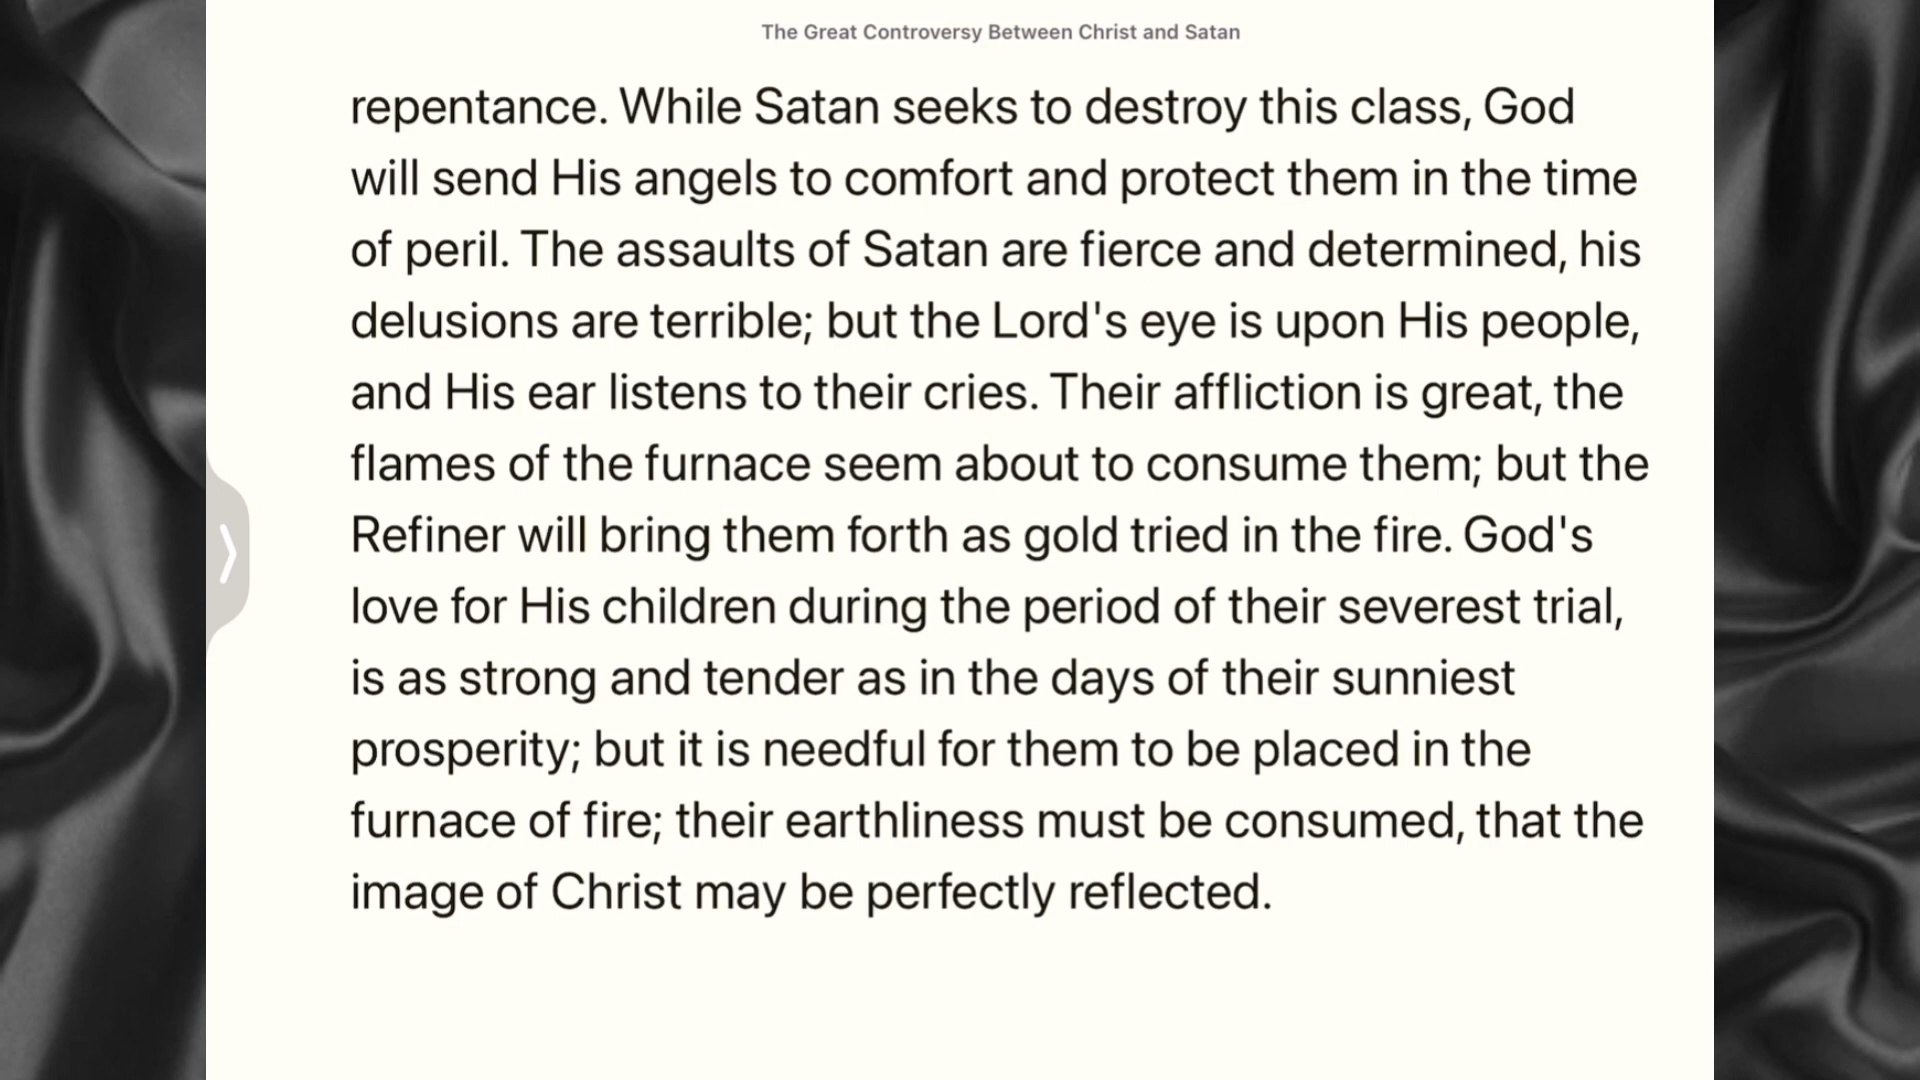 The Great Controversy Between Christ and Satan
repentance. While Satan seeks to destroy this class, God
will send His angels to comfort and protect them in the time
of peril. The assaults of Satan are fierce and determined, his
delusions are terrible; but the Lord's eye is upon His people,
and His ear listens to their cries. Their affliction is great, the
flames of the furnace seem about to consume them; but the
Refiner will bring them forth as gold tried in the fire. God's
love for His children during the period of their severest trial,
is as strong and tender as in the days of their sunniest
prosperity; but it is needful for them to be placed in the
furnace of fire; their earthliness must be consumed, that the
image of Christ may be perfectly reflected.